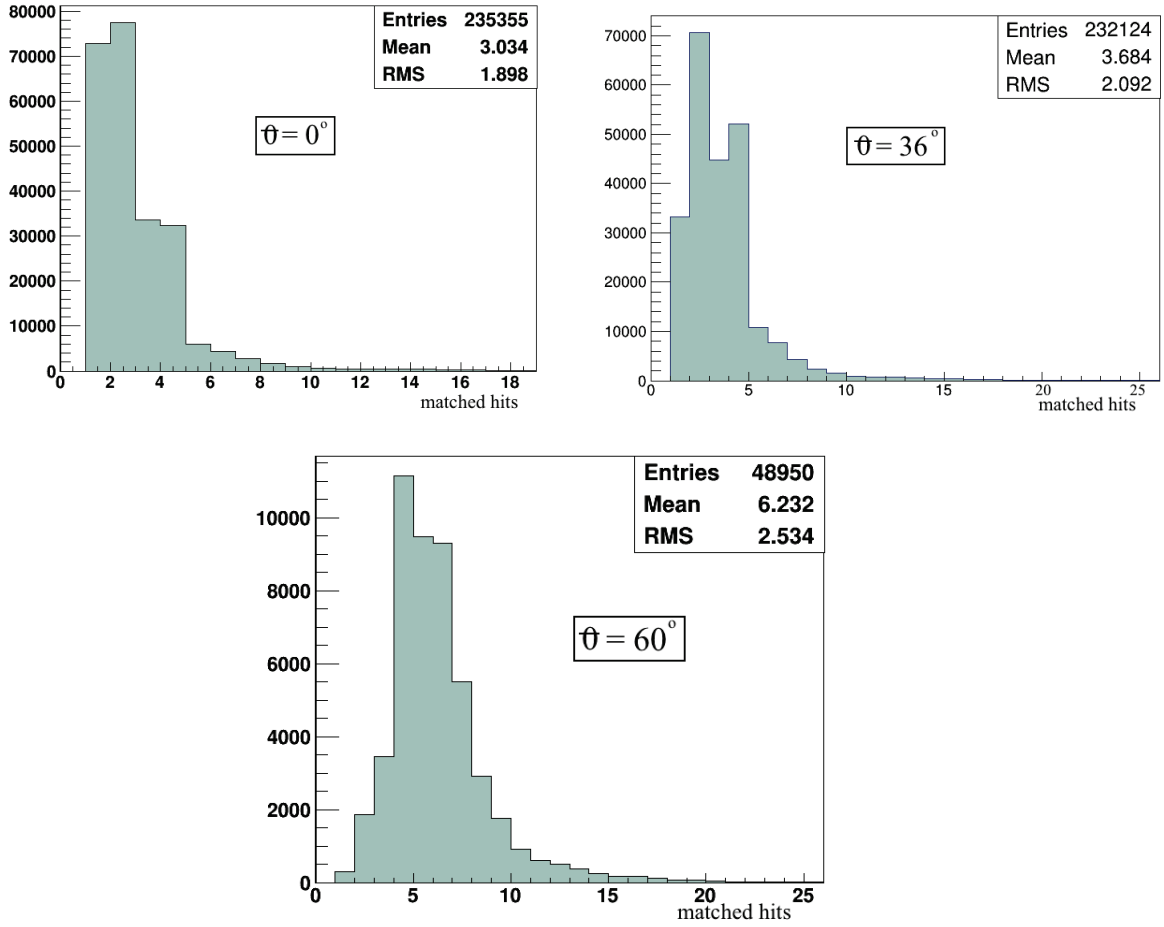 80000
70000
60000
50000
40000
30000
20000
10000
0
0 2 4 6 8 10 12 14 16 18
matched hits
Entries 235355
Mean 3.034
RMS 1.898
θ = 0°
70000
60000
50000
40000
30000
20000
10000
0
0 5 10 15 20 25
matched hits
Entries 232124
Mean 3.684
RMS 2.092
θ = 36°
10000
8000
6000
4000
2000
0
0 5 10 15 20 25
matched hits
Entries 48950
Mean 6.232
RMS 2.534
θ = 60°